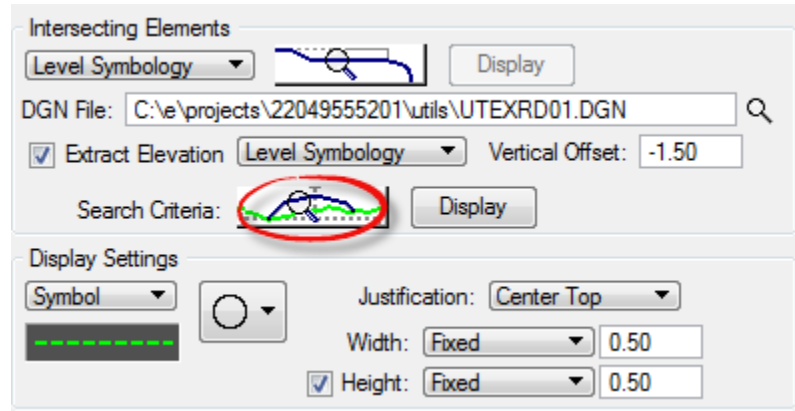 Intersecting Elements
Level Symbology Display
DGN File: C:\e\projects\22049555201\utils\UTEXRD01.DGN
Extract Elevation Level Symbology Vertical Offset: -1.50
Search Criteria: Display
Display Settings
Symbol Justification: Center Top
Width: Fixed 0.50
Height: Fixed 0.50